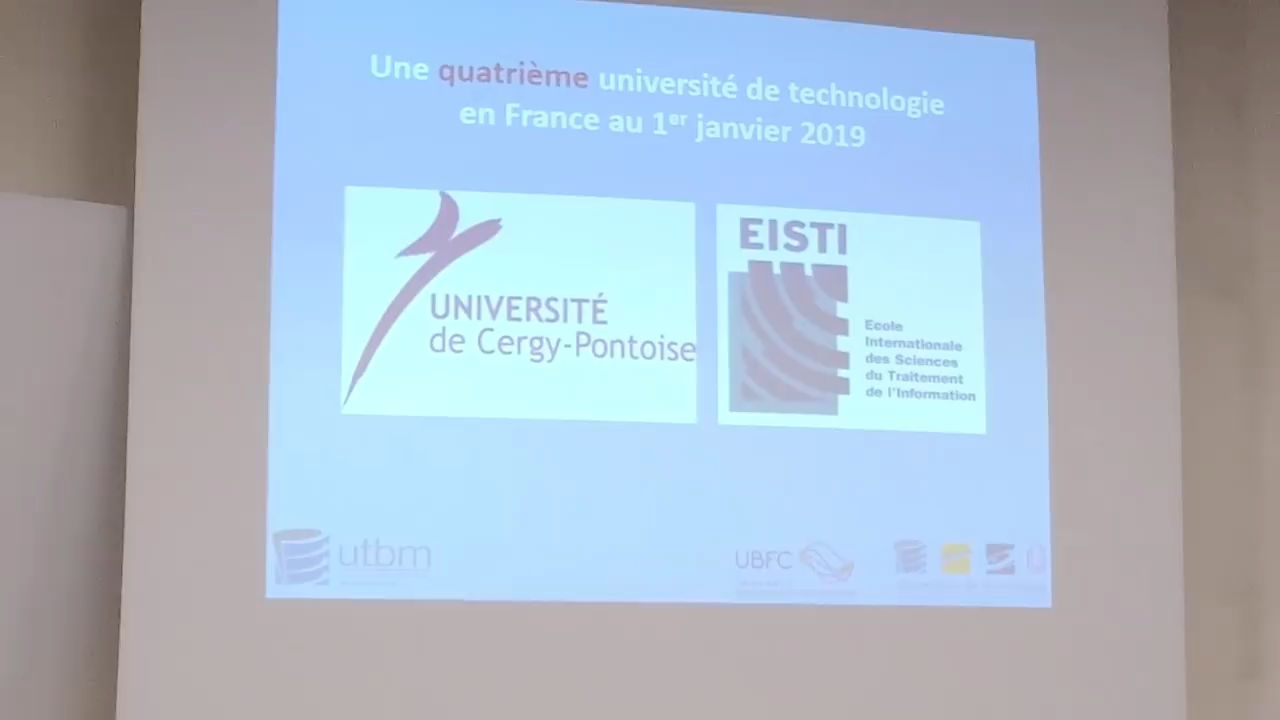 Une quatrième université de technologie
en France au 1er janvier 2019
UNIVERSITÉ
de Cergy-Pontoise
EISTI
Ecole
Internationale
des Sciences
du Traitement
de l'Information
utbm
UBFC